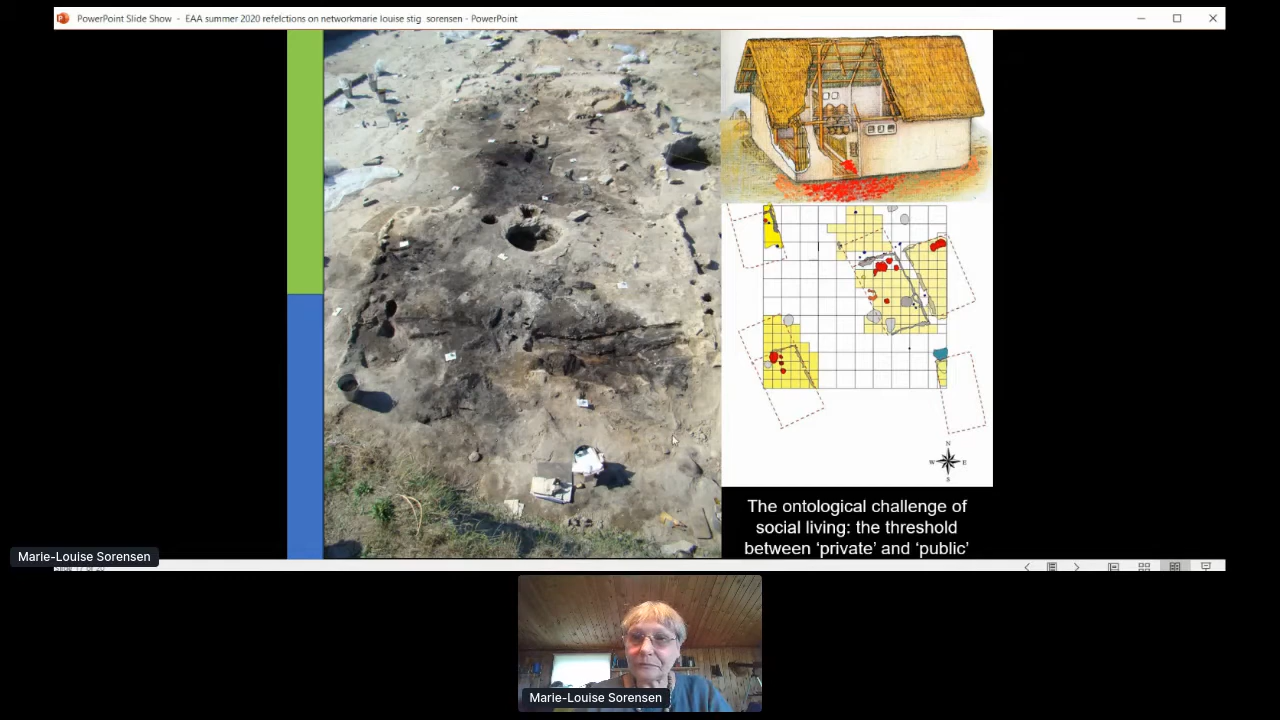 PowerPoint Slide Show - EAA summer 2020 refelctions on networkmarie louise stig sorensen - PowerPoint
N
W E
S
The ontological challenge of
social living: the threshold
between ‘private’ and ‘public’
Marie-Louise Sorensen
Marie-Louise Sorensen